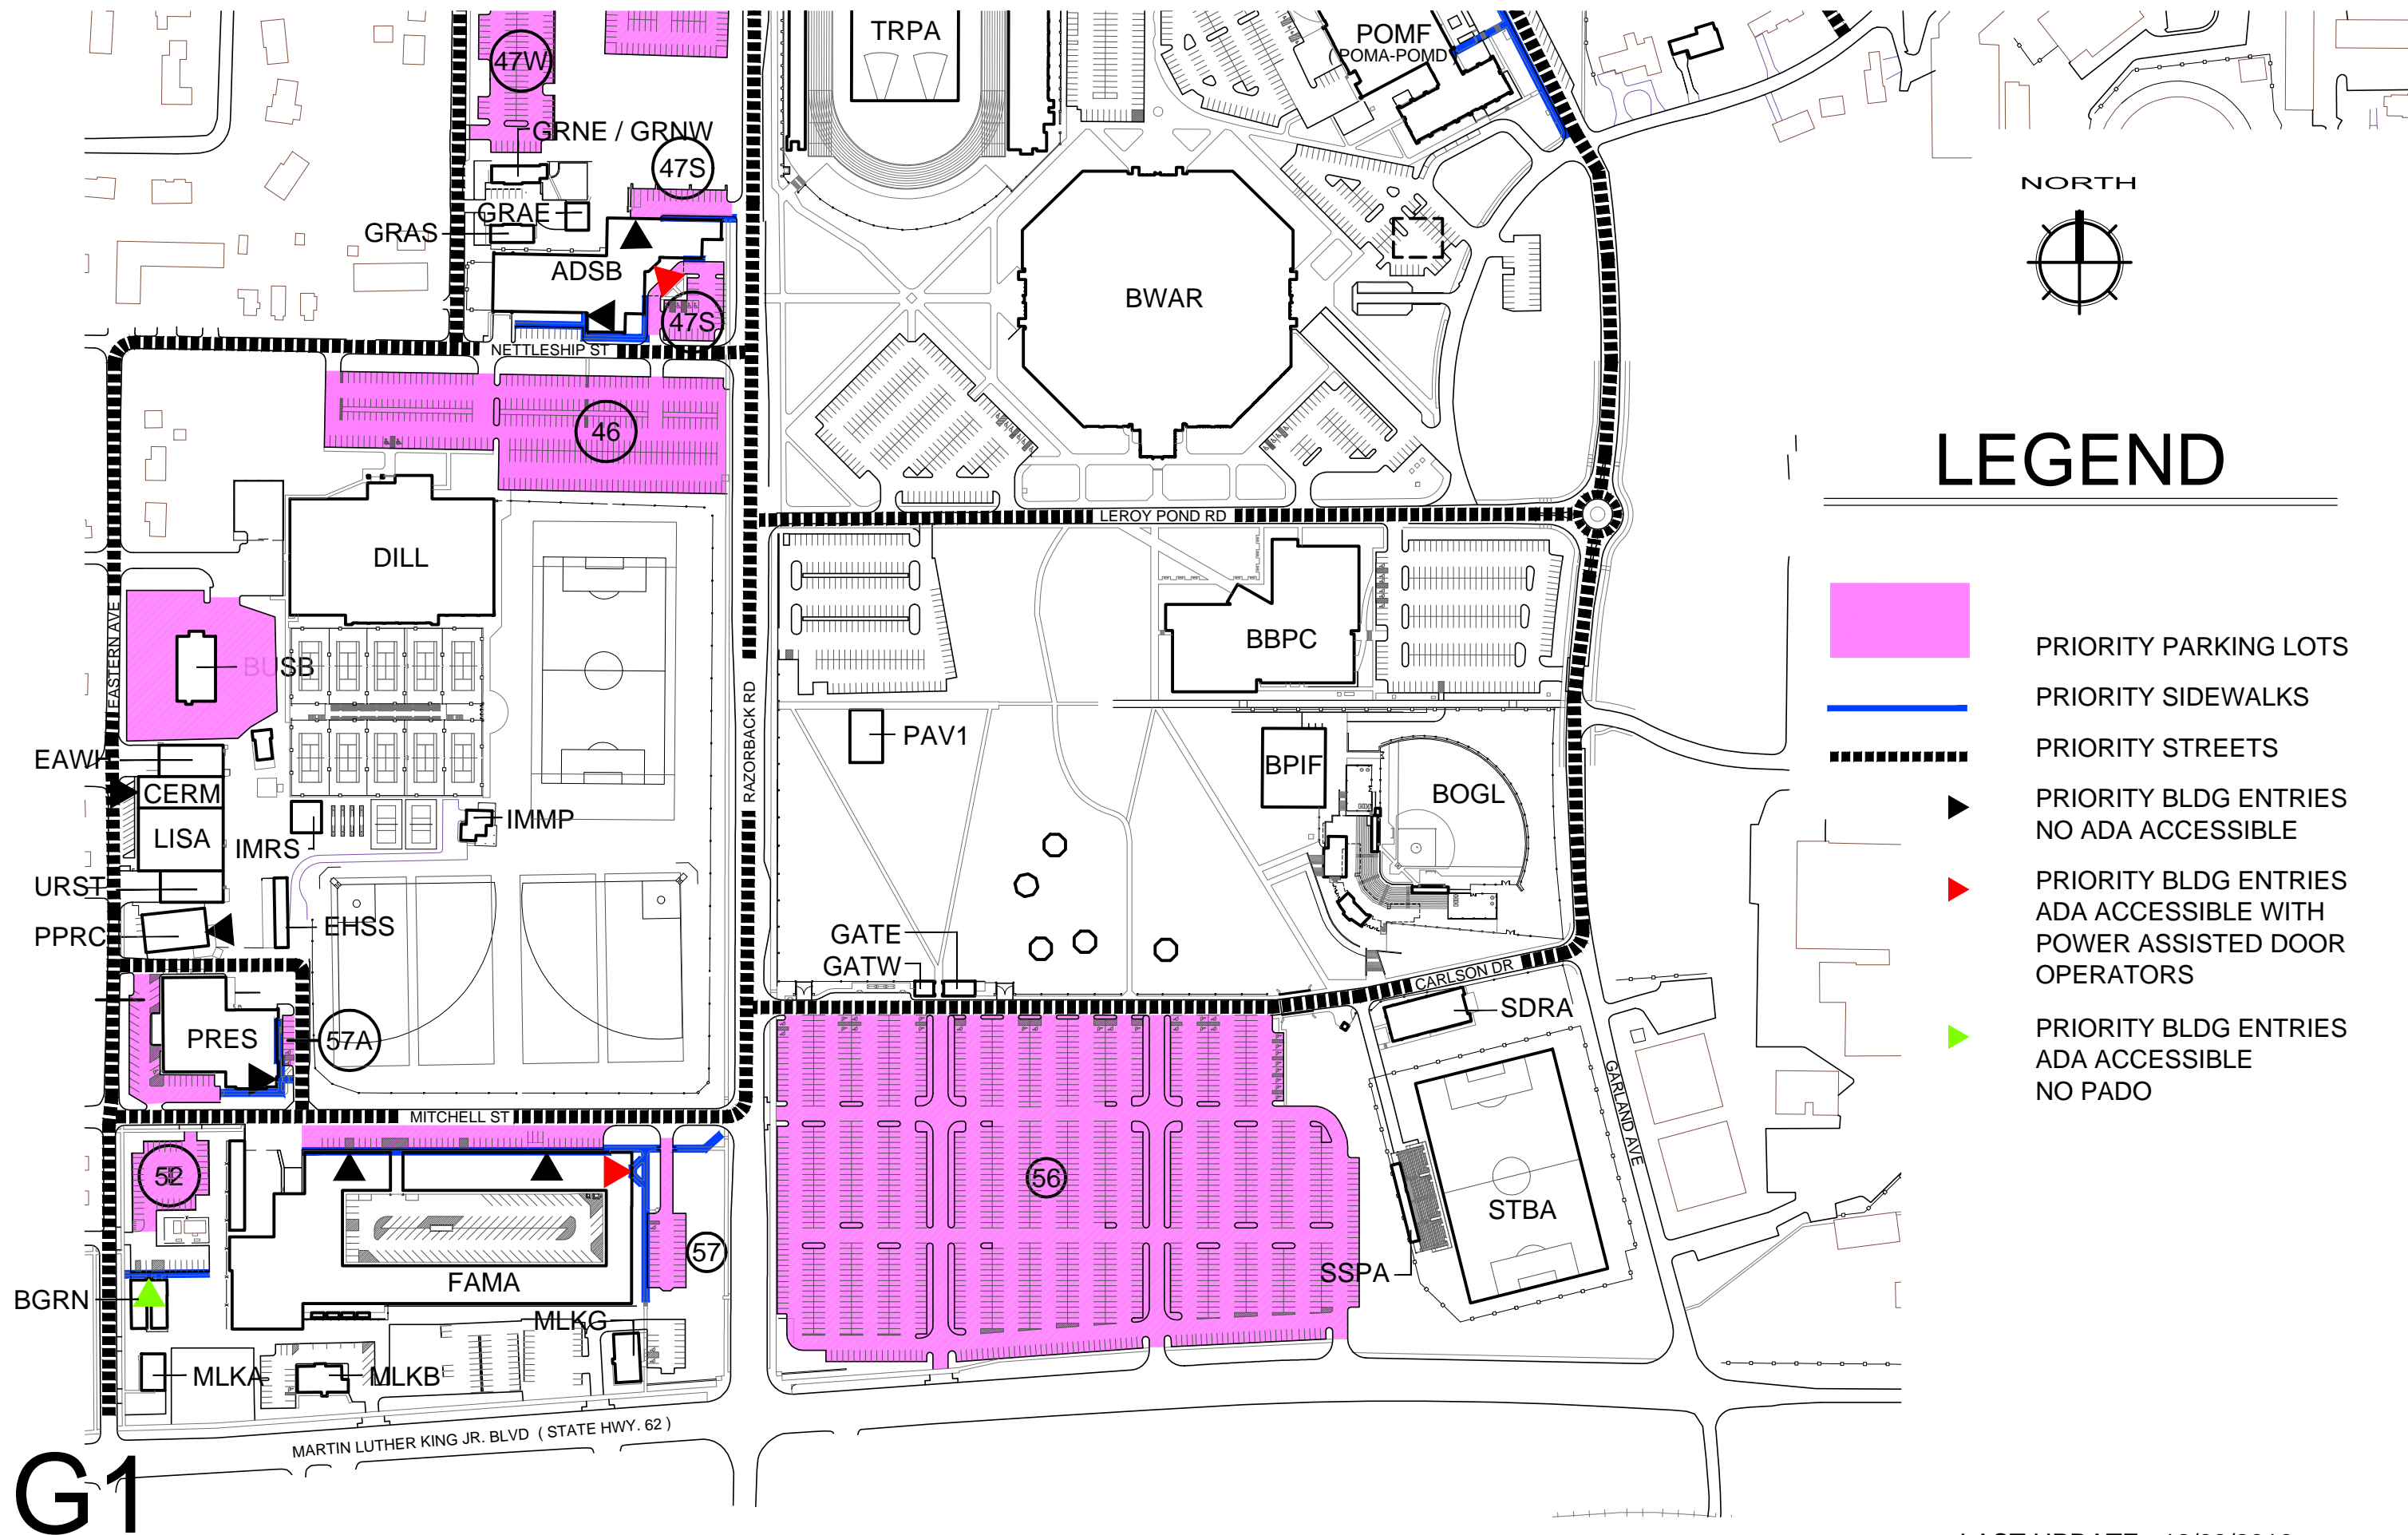 TRPA
POMF
( POMA-POMD )
47W
GRNE / GRNW
47S
GRAE
GRAS
ADSB
47S
NETTLESHIP ST
BWAR
NORTH
46
LEGEND
LEROY POND RD
DILL
EASTERN AVE
BUSB
BBPC
RAZORBACK RD
PAV1
BPIF
BOGL
EAWH
CERM
LISA
IMRS
IMMP
URST
PPRC
EHSS
GATE
GATW
CARLSON DR
SDRA
PRES
57A
MITCHELL ST
GARLAND AVE
52
56
STBA
57
FAMA
SSPA
BGRN
MLKG
MLKA
MLKB
MARTIN LUTHER KING JR. BLVD ( STATE HWY. 62 )
G1
PRIORITY PARKING LOTS
PRIORITY SIDEWALKS
PRIORITY STREETS
PRIORITY BLDG ENTRIES
NO ADA ACCESSIBLE
PRIORITY BLDG ENTRIES
ADA ACCESSIBLE WITH
POWER ASSISTED DOOR
OPERATORS
PRIORITY BLDG ENTRIES
ADA ACCESSIBLE
NO PADO